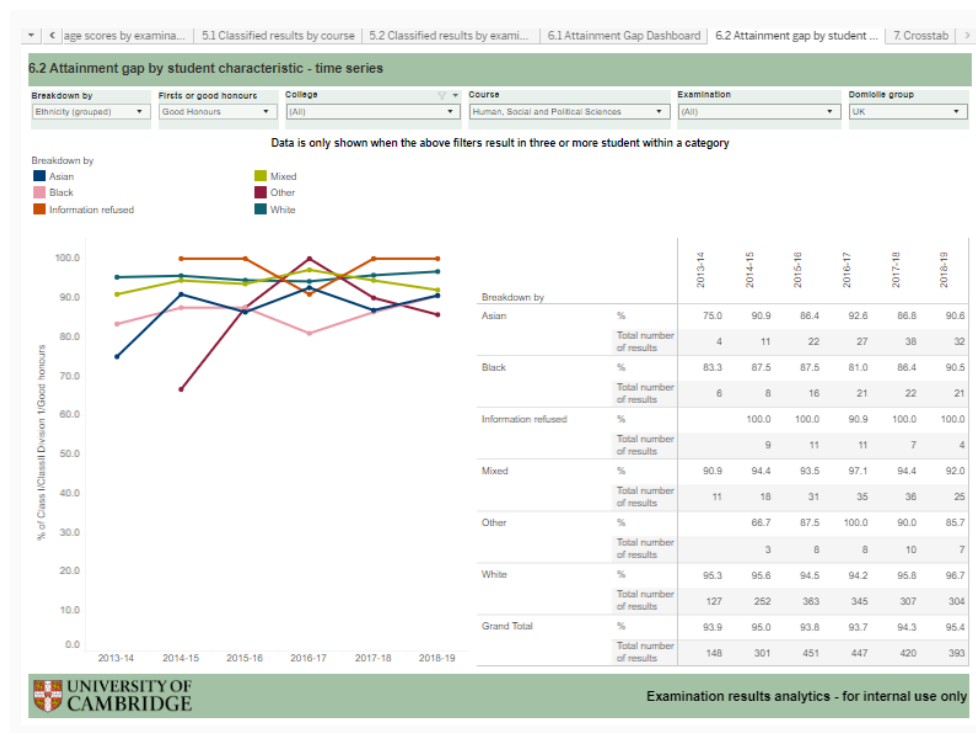 age scores by examina...
5.1 Classified results by course
5.2 Classified results by exami...
6.1 Attainment Gap Dashboard
6.2 Attainment gap by student ...
7. Crosstab
6.2 Attainment gap by student characteristic - time series
Breakdown by
Firsts or good honours
College
Course
Examination
Domicile group
Ethnicity (grouped)
Good Honours
(All)
Human, Social and Political Sciences
(All)
UK
Data is only shown when the above filters result in three or more student within a category
Breakdown by
Asian
Mixed
Black
Other
Information refused
White
% of Class I/ClassII Division 1/Good honours
100.0
90.0
80.0
70.0
60.0
50.0
40.0
30.0
20.0
10.0
0.0
2013-14 2014-15 2015-16 2016-17 2017-18 2018-19
2013-14 2014-15 2015-16 2016-17 2017-18 2018-19
Breakdown by
Asian % 75.0 90.9 86.4 92.6 86.8 90.6
Total number
of results 4 11 22 27 38 32
Black % 83.3 87.5 87.5 81.0 86.4 90.5
Total number
of results 6 8 16 21 22 21
Information refused % 100.0 100.0 90.9 100.0 100.0
Total number
of results 9 11 11 7 4
Mixed % 90.9 94.4 93.5 97.1 94.4 92.0
Total number
of results 11 18 31 35 36 25
Other % 66.7 87.5 100.0 90.0 85.7
Total number
of results 3 8 8 10 7
White % 95.3 95.6 94.5 94.2 95.8 96.7
Total number
of results 127 252 363 345 307 304
Grand Total % 93.9 95.0 93.8 93.7 94.3 95.4
Total number
of results 148 301 451 447 420 393
UNIVERSITY OF
CAMBRIDGE
Examination results analytics - for internal use only